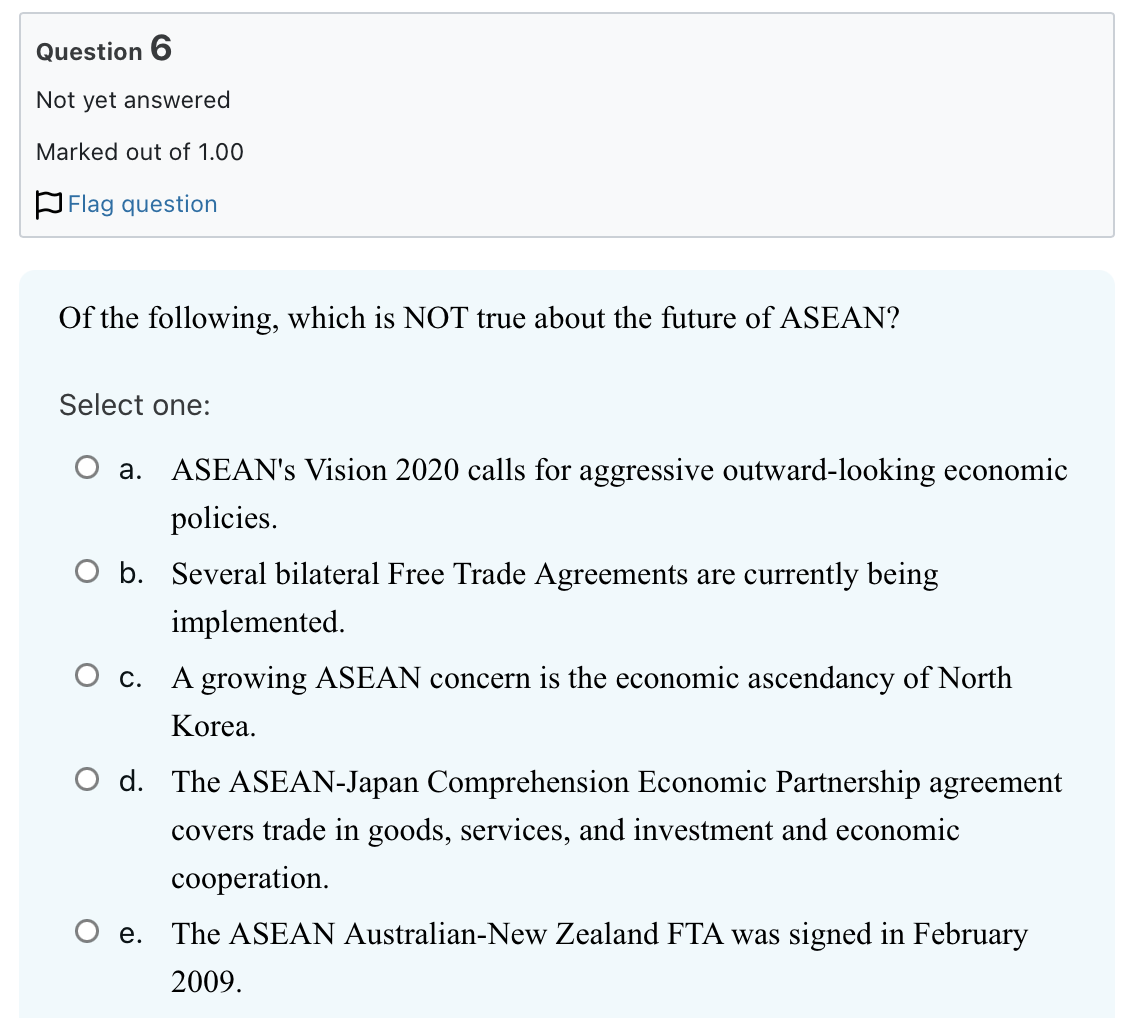 Question 6
Not yet answered
Marked out of 1.00
Flag question
Of the following, which is NOT true about the future of ASEAN?
Select one:
a. ASEAN's Vision 2020 calls for aggressive outward-looking economic
policies.
b. Several bilateral Free Trade Agreements are currently being
implemented.
c. A growing ASEAN concern is the economic ascendancy of North
Korea.
d. The ASEAN-Japan Comprehension Economic Partnership agreement
covers trade in goods, services, and investment and economic
cooperation.
e. The ASEAN Australian-New Zealand FTA was signed in February
2009.